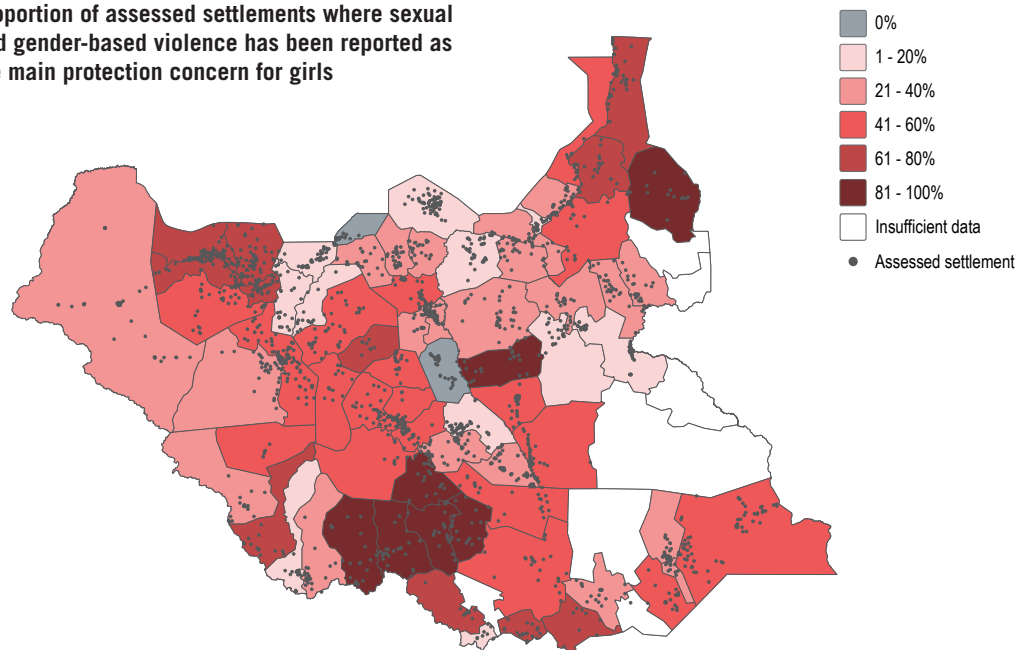 oportion of assessed settlements where sexual
d gender-based violence has been reported as
e main protection concern for girls
0%
1 - 20%
21 - 40%
41 - 60%
61 - 80%
81 - 100%
Insufficient data
Assessed settlement